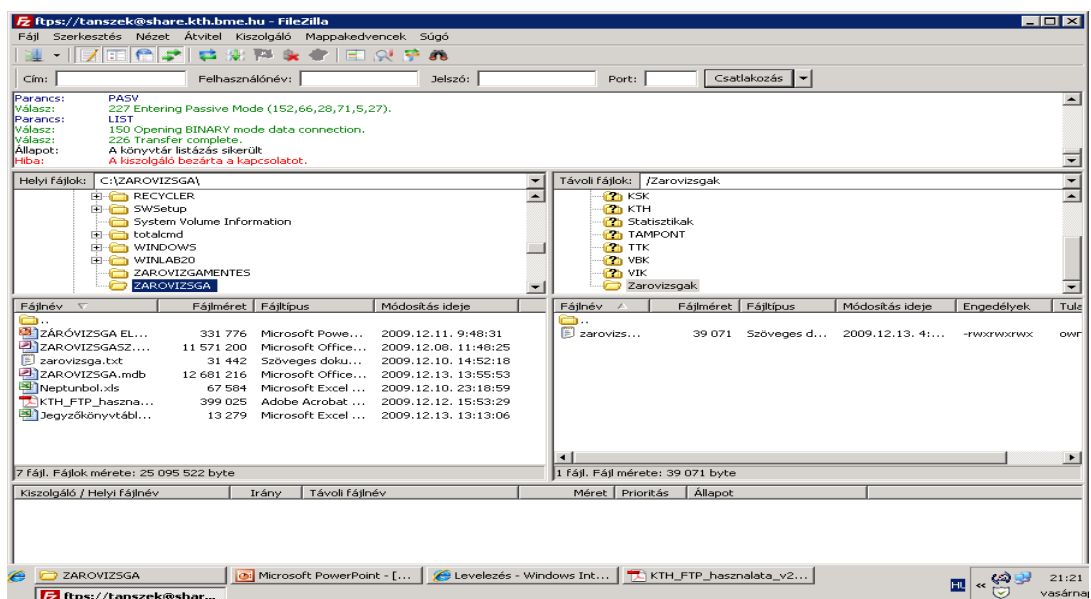 ftps://tanszek@share.kth.bme.hu - FileZilla
Fájl Szerkesztés Nézet Átvitel Kiszolgáló Mappakedvencek Súgó
Cím: Felhasználónév: Jelszó: Port: Csatlakozás
Parancs: PASV
Válasz: 227 Entering Passive Mode (152,66,28,71,5,27).
Parancs: LIST
Válasz: 150 Opening BINARY mode data connection.
Válasz: 226 Transfer complete.
Állapot: A könyvtár listázás sikerült
Hiba: A kiszolgáló bezárta a kapcsolatot.
Helyi fájlok: C:\ZAROVIZSGA\
RECYCLER
SWSetup
System Volume Information
totalcmd
WINDOWS
WINLAB20
ZAROVIZGAMENTES
ZAROVIZSGA
Távoli fájlok: /Zarovizsgak
KSK
KTH
Statisztikak
TAMPONT
TTK
VBK
VIK
Zarovizsgak
Fájlnév Fájlméret Fájltípus Módosítás ideje
..
ZÁRÓVIZSGA EL... 331 776 Microsoft Powe... 2009.12.11. 9:48:31
ZAROVIZSGASZ.... 11 571 200 Microsoft Office... 2009.12.08. 11:48:25
zarovizsga.txt 31 442 Szöveges doku... 2009.12.10. 14:52:18
ZAROVIZSGA.mdb 12 681 216 Microsoft Office... 2009.12.13. 13:55:53
Neptunbol.xls 67 584 Microsoft Excel ... 2009.12.10. 23:18:59
KTH_FTP_haszna... 399 025 Adobe Acrobat ... 2009.12.12. 15:53:29
Jegyzőkönyvtábl... 13 279 Microsoft Excel ... 2009.12.13. 13:13:06
7 fájl. Fájlok mérete: 25 095 522 byte
Fájlnév Fájlméret Fájltípus Módosítás ideje Engedélyek Tula
..
zarovizs... 39 071 Szöveges d... 2009.12.13. 4:... -rwxrwxrwx owr
1 fájl. Fájl mérete: 39 071 byte
Kiszolgáló / Helyi fájlnév Irány Távoli fájlnév Méret Prioritás Állapot
ZAROVIZSGA Microsoft PowerPoint - [... Levelezés - Windows Int... KTH_FTP_hasznalata_v2... HU « 21:21
ftps://tanszek@shar... vasárnap